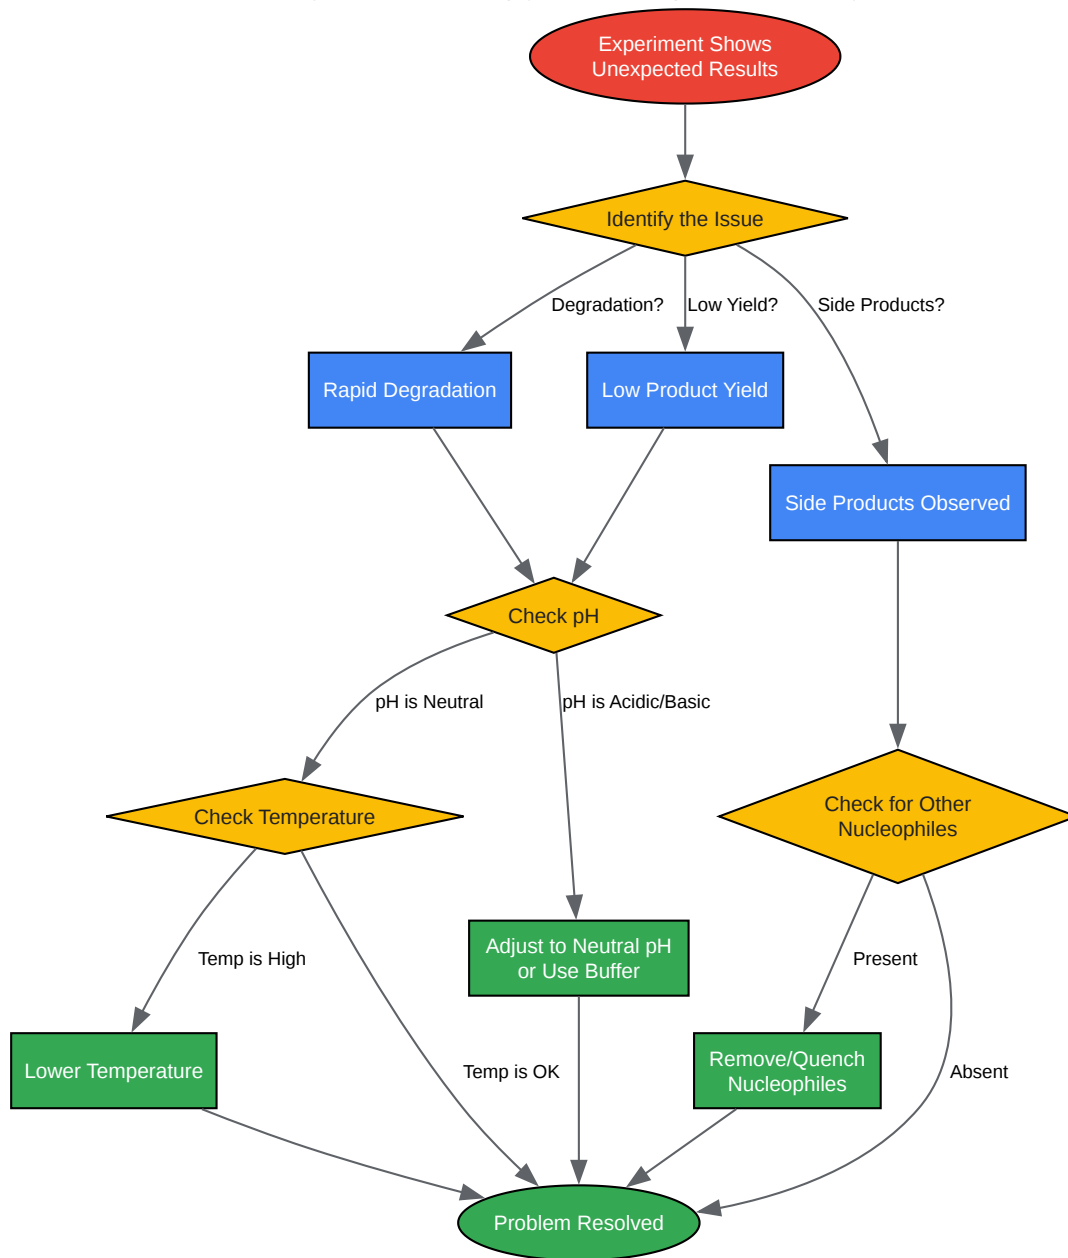 Experiment Shows
Unexpected Results
Identify the Issue
Degradation?
Low Yield?
Side Products?
Rapid Degradation
Low Product Yield
Side Products Observed
Check pH
pH is Neutral
pH is Acidic/Basic
Check Temperature
Check for Other
Nucleophiles
Temp is High
Adjust to Neutral pH
or Use Buffer
Present
Lower Temperature
Temp is OK
Remove/Quench
Nucleophiles
Absent
Problem Resolved